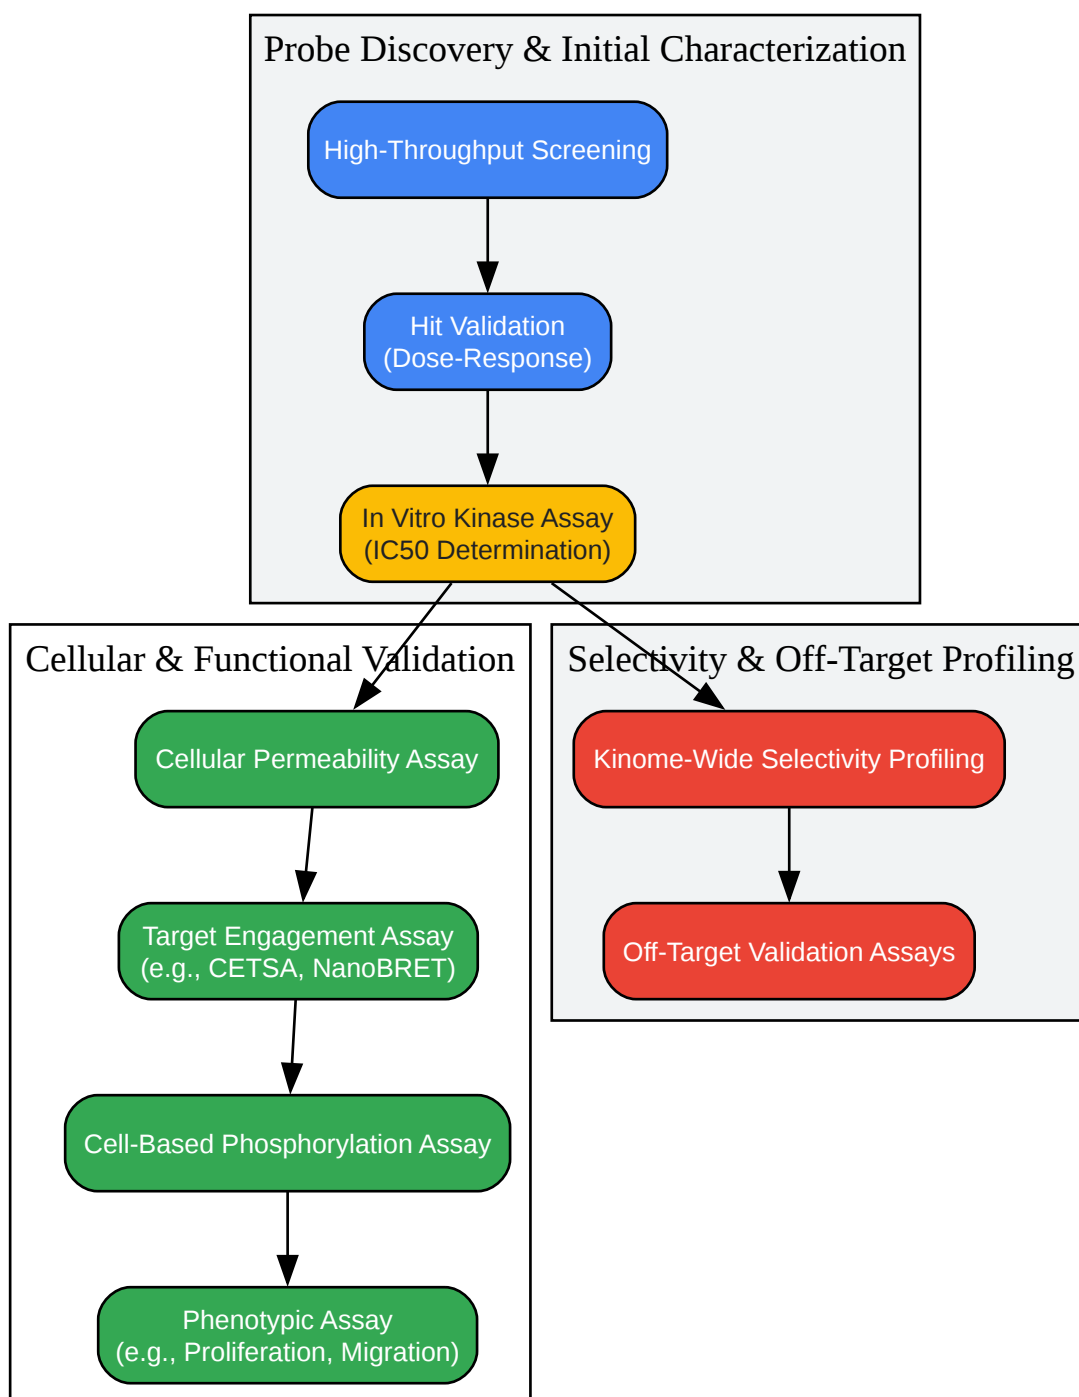 Probe Discovery & Initial Characterization
High-Throughput Screening
Hit Validation
(Dose-Response)
In Vitro Kinase Assay
(IC50 Determination)
Cellular & Functional Validation
Cellular Permeability Assay
Target Engagement Assay
(e.g., CETSA, NanoBRET)
Cell-Based Phosphorylation Assay
Phenotypic Assay
(e.g., Proliferation, Migration)
Selectivity & Off-Target Profiling
Kinome-Wide Selectivity Profiling
Off-Target Validation Assays